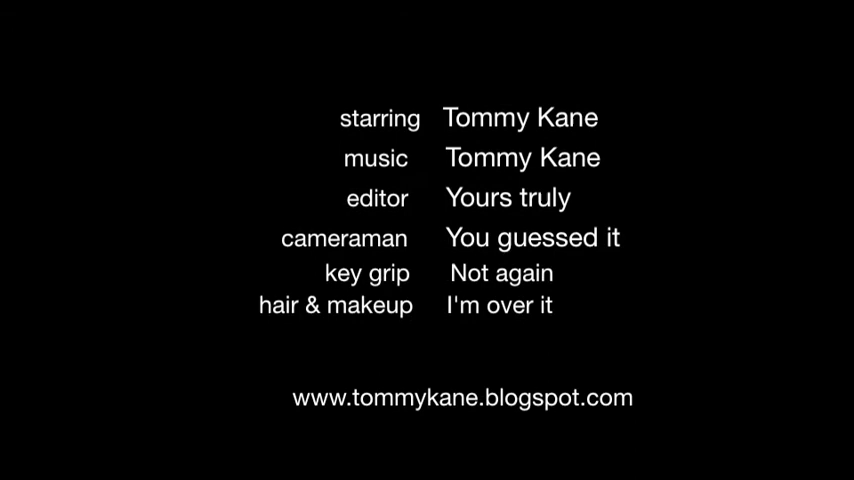 starring Tommy Kane
music Tommy Kane
editor Yours truly
cameraman You guessed it
key grip Not again
hair & makeup I'm over it
www.tommykane.blogspot.com